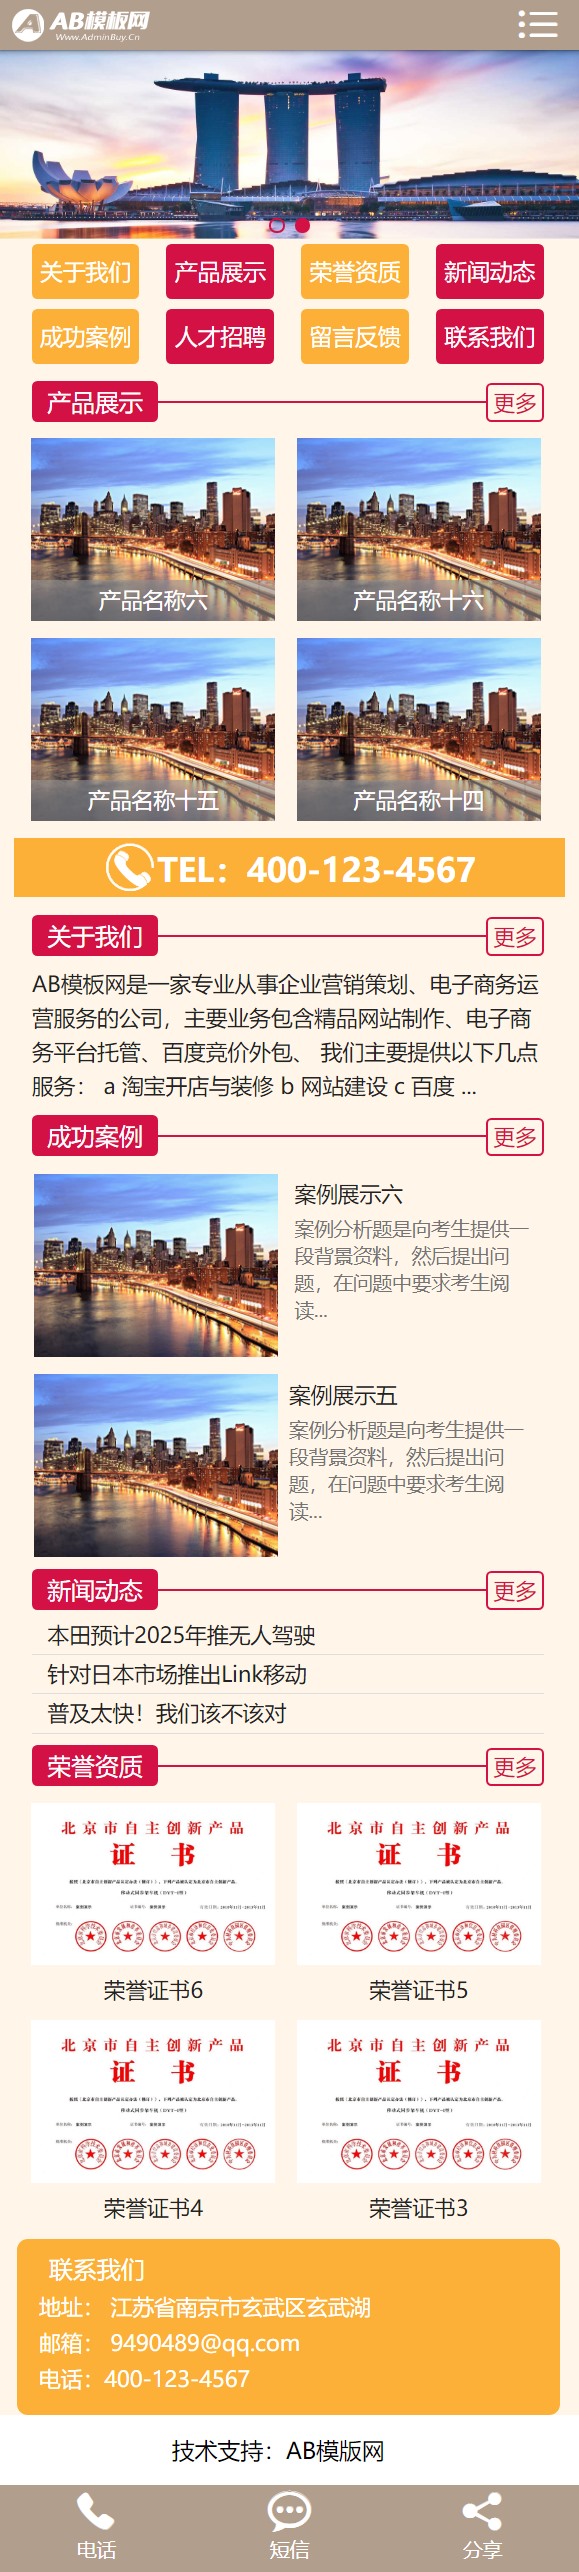 AB模板网
Www.AdminBuy.Cn
关于我们 产品展示 荣誉资质 新闻动态
成功案例 人才招聘 留言反馈 联系我们
产品展示 更多
产品名称六 产品名称十六
产品名称十五 产品名称十四
TEL：400-123-4567
关于我们 更多
AB模板网是一家专业从事企业营销策划、电子商务运
营服务的公司，主要业务包含精品网站制作、电子商
务平台托管、百度竞价外包、 我们主要提供以下几点
服务： a 淘宝开店与装修 b 网站建设 c 百度 ...
成功案例 更多
案例展示六
案例分析题是向考生提供一
段背景资料，然后提出问
题，在问题中要求考生阅
读...
案例展示五
案例分析题是向考生提供一
段背景资料，然后提出问
题，在问题中要求考生阅
读...
新闻动态 更多
本田预计2025年推无人驾驶
针对日本市场推出Link移动
普及太快！我们该不该对
荣誉资质 更多
北京市自主创新产品 北京市自主创新产品
证 书 证 书
荣誉证书6 荣誉证书5
北京市自主创新产品 北京市自主创新产品
证 书 证 书
荣誉证书4 荣誉证书3
联系我们
地址： 江苏省南京市玄武区玄武湖
邮箱： 9490489@qq.com
电话：400-123-4567
技术支持：AB模版网
电话 短信 分享